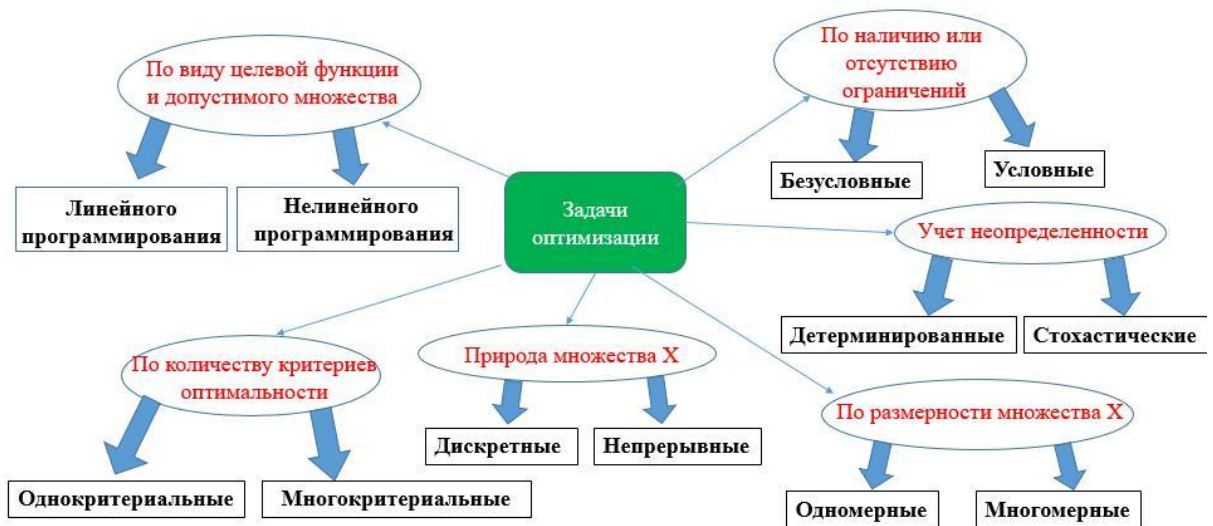 По виду целевой функции
и допустимого множества
Линейного
программирования
Нелинейного
программирования
По наличию или
отсутствию
ограничений
Безусловные
Условные
Задачи
оптимизации
Учет неопределенности
Детерминированные
Стохастические
По количеству критериев
оптимальности
Однокритериальные
Многокритериальные
Природа множества X
Дискретные
Непрерывные
По размерности множества X
Одномерные
Многомерные